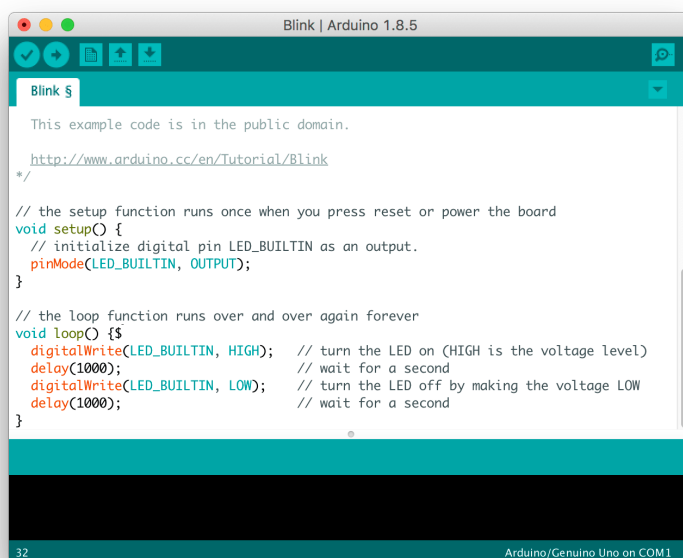 Blink | Arduino 1.8.5
Blink §
This example code is in the public domain.
http://www.arduino.cc/en/Tutorial/Blink
*/
// the setup function runs once when you press reset or power the board
void setup() {
// initialize digital pin LED_BUILTIN as an output.
pinMode(LED_BUILTIN, OUTPUT);
}
// the loop function runs over and over again forever
void loop() {$
digitalWrite(LED_BUILTIN, HIGH);   // turn the LED on (HIGH is the voltage level)
delay(1000);                       // wait for a second
digitalWrite(LED_BUILTIN, LOW);    // turn the LED off by making the voltage LOW
delay(1000);                       // wait for a second
}
32 Arduino/Genuino Uno on COM1